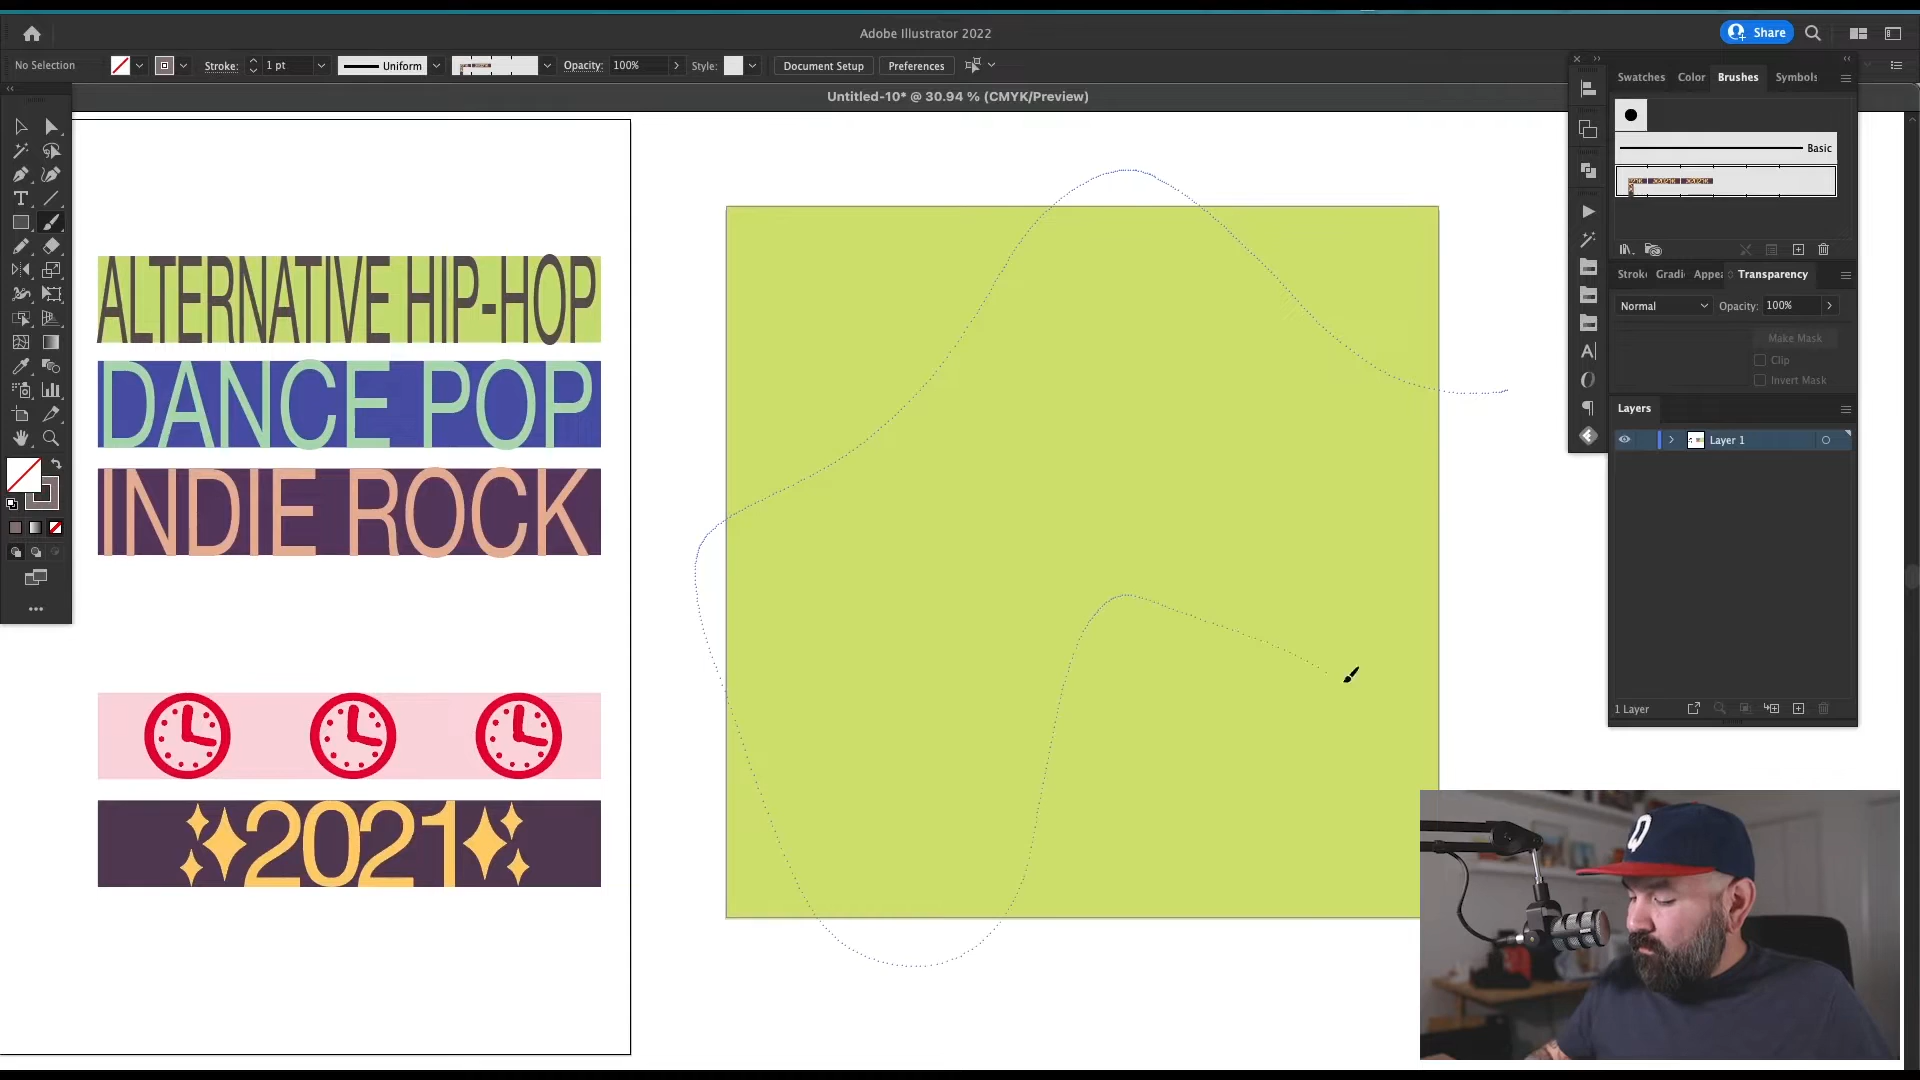 Adobe Illustrator 2022
Share
No Selection
Stroke:
1 pt
Uniform
Opacity:
100%
Style:
Document Setup
Preferences
Untitled-10* @ 30.94 % (CMYK/Preview)
Swatches
Color
Brushes
Symbols
Basic
Stroke
Gradi
Appea
Transparency
Normal
Opacity:
100%
Make Mask
Clip
Invert Mask
Layers
Layer 1
1 Layer
ALTERNATIVE HIP-HOP
DANCE POP
INDIE ROCK
2021
Q